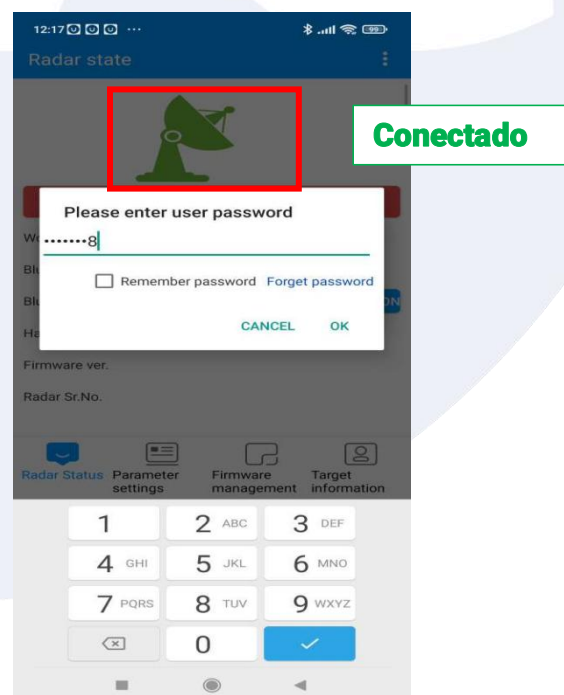 12:17 ... 99
Radar state
Conectado
Please enter user password
•••••••8
Remember password Forget password
CANCEL OK
Firmware ver.
Radar Sr.No.
Radar Status Parameter settings Firmware management Target information
1 2 ABC 3 DEF
4 GHI 5 JKL 6 MNO
7 PQRS 8 TUV 9 WXYZ
0